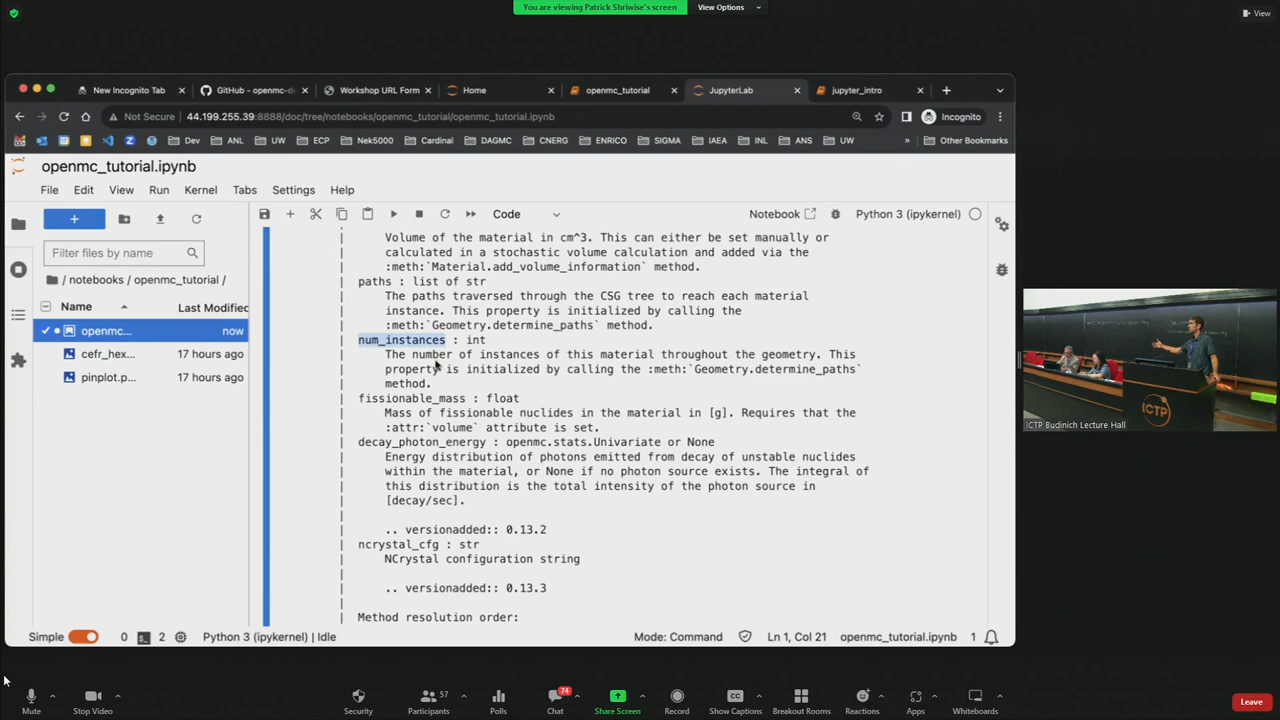 You are viewing Patrick Shriwise's screen
View Options
View
New Incognito Tab
GitHub - openmc-d
Workshop URL Form
Home
openmc_tutorial
JupyterLab
jupyter_intro
Not Secure
44.199.255.39:8888/doc/tree/notebooks/openmc_tutorial/openmc_tutorial.ipynb
Incognito
Dev
ANL
UW
ECP
Nek5000
Cardinal
DAGMC
CNERG
ENRICO
SIGMA
IAEA
INL
ANS
UW
»
Other Bookmarks
openmc_tutorial.ipynb
File
Edit
View
Run
Kernel
Tabs
Settings
Help
Code
Notebook
Python 3 (ipykernel)
Filter files by name
/ notebooks / openmc_tutorial /
Name
Last Modified
openmc...
now
cefr_hex...
17 hours ago
pinplot.p...
17 hours ago
Volume of the material in cm^3. This can either be set manually or
calculated in a stochastic volume calculation and added via the
:meth:`Material.add_volume_information` method.
paths : list of str
The paths traversed through the CSG tree to reach each material
instance. This property is initialized by calling the
:meth:`Geometry.determine_paths` method.
num_instances : int
The number of instances of this material throughout the geometry. This
property is initialized by calling the :meth:`Geometry.determine_paths`
method.
fissionable_mass : float
Mass of fissionable nuclides in the material in [g]. Requires that the
:attr:`volume` attribute is set.
decay_photon_energy : openmc.stats.Univariate or None
Energy distribution of photons emitted from decay of unstable nuclides
within the material, or None if no photon source exists. The integral of
this distribution is the total intensity of the photon source in
[decay/sec].
.. versionadded:: 0.13.2
ncrystal_cfg : str
NCrystal configuration string
.. versionadded:: 0.13.3
Method resolution order:
Simple
0
2
Python 3 (ipykernel) | Idle
Mode: Command
Ln 1, Col 21
openmc_tutorial.ipynb
1
ICTP
ICTP Budinich Lecture Hall
Mute
Stop Video
Security
57
Participants
Polls
74
Chat
Share Screen
Record
CC
Show Captions
Breakout Rooms
Reactions
Apps
Whiteboards
Leave